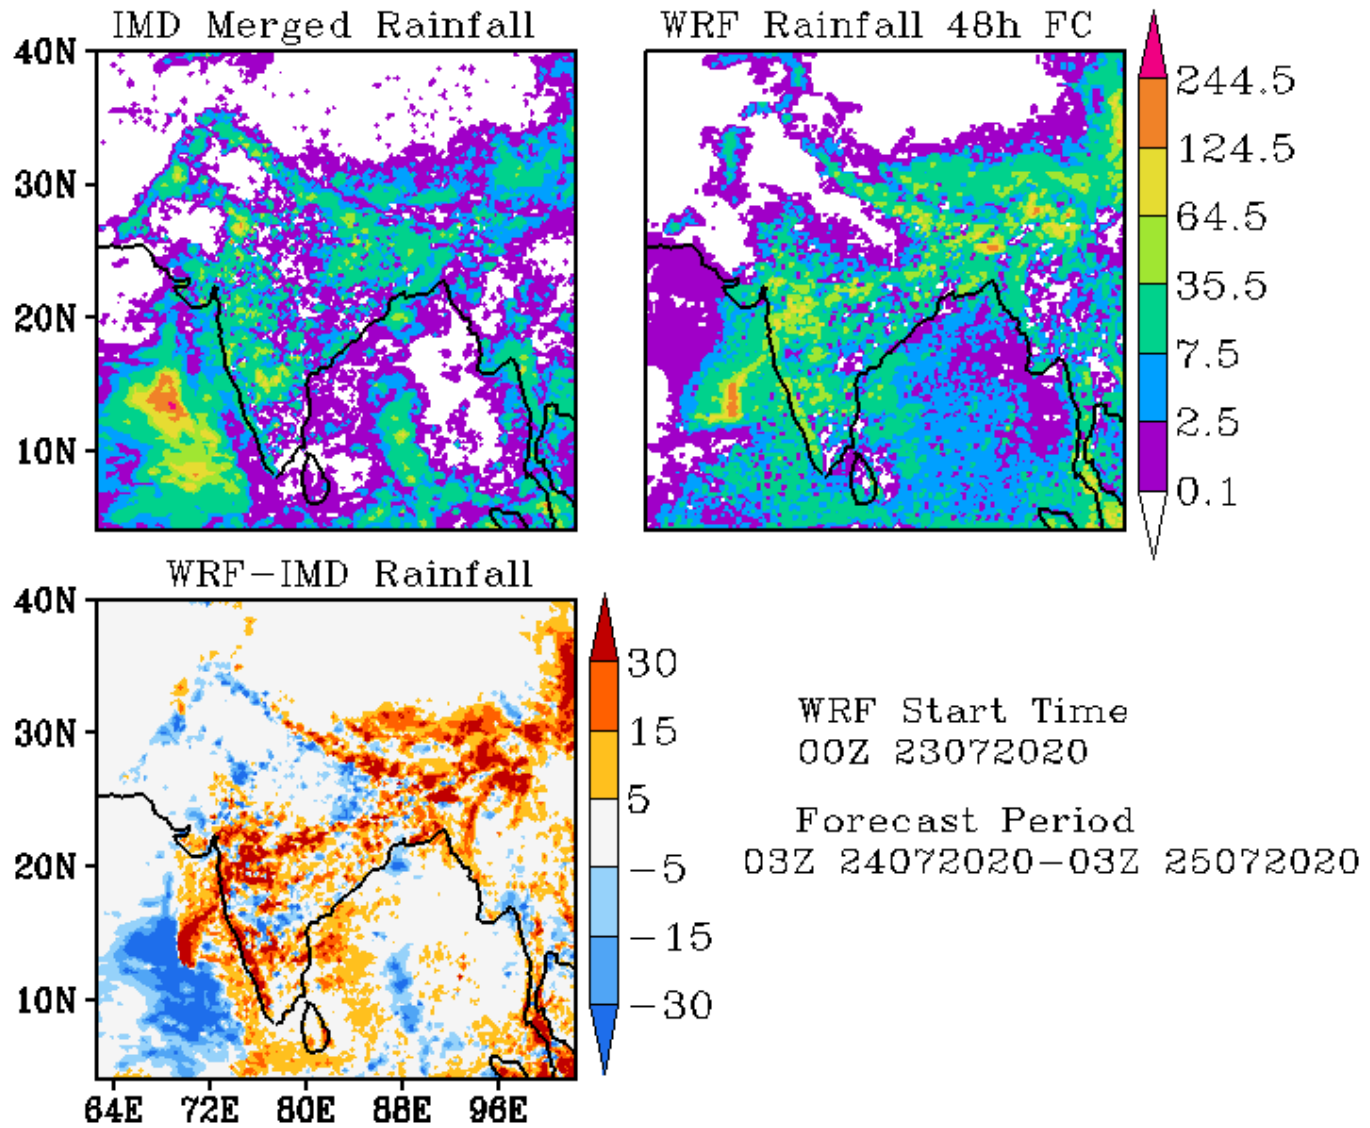 IMD Merged Rainfall
WRF Rainfall 48h FC
40N
30N
20N
10N
244.5
124.5
64.5
35.5
7.5
2.5
0.1
WRF-IMD Rainfall
40N
30N
20N
10N
64E 72E 80E 88E 96E
30
15
5
-5
-15
-30
WRF Start Time
00Z 23072020
Forecast Period
03Z 24072020-03Z 25072020